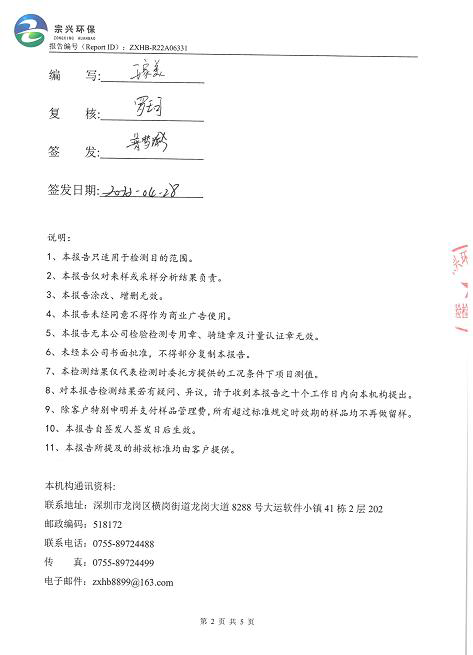 宗兴环保
ZONGXING HUANBAO
报告编号（Report ID）：ZXHB-R22A06331
编 写:
复 核:
签 发:
签发日期:2022-04-28
说明：
1、本报告只适用于检测目的范围。
2、本报告仅对来样或采样分析结果负责。
3、本报告涂改、增删无效。
4、本报告未经同意不得作为商业广告使用。
5、本报告无本公司检验检测专用章、骑缝章及计量认证章无效。
6、未经本公司书面批准，不得部分复制本报告。
7、本检测结果仅代表检测时委托方提供的工况条件下项目测值。
8、对本报告检测结果若有疑问、异议，请于收到本报告之十个工作日内向本机构提出。
9、除客户特别申明并支付样品管理费,所有超过标准规定时效期的样品均不再做留样。
10、本报告自签发人签发日后生效。
11、本报告所提及的排放标准均由客户提供。
本机构通讯资料:
联系地址：深圳市龙岗区横岗街道龙岗大道 8288 号大运软件小镇 41 栋 2 层 202
邮政编码：518172
联系电话：0755-89724488
传 真：0755-89724499
电子邮件：zxhb8899@163.com
第 2 页 共 5 页